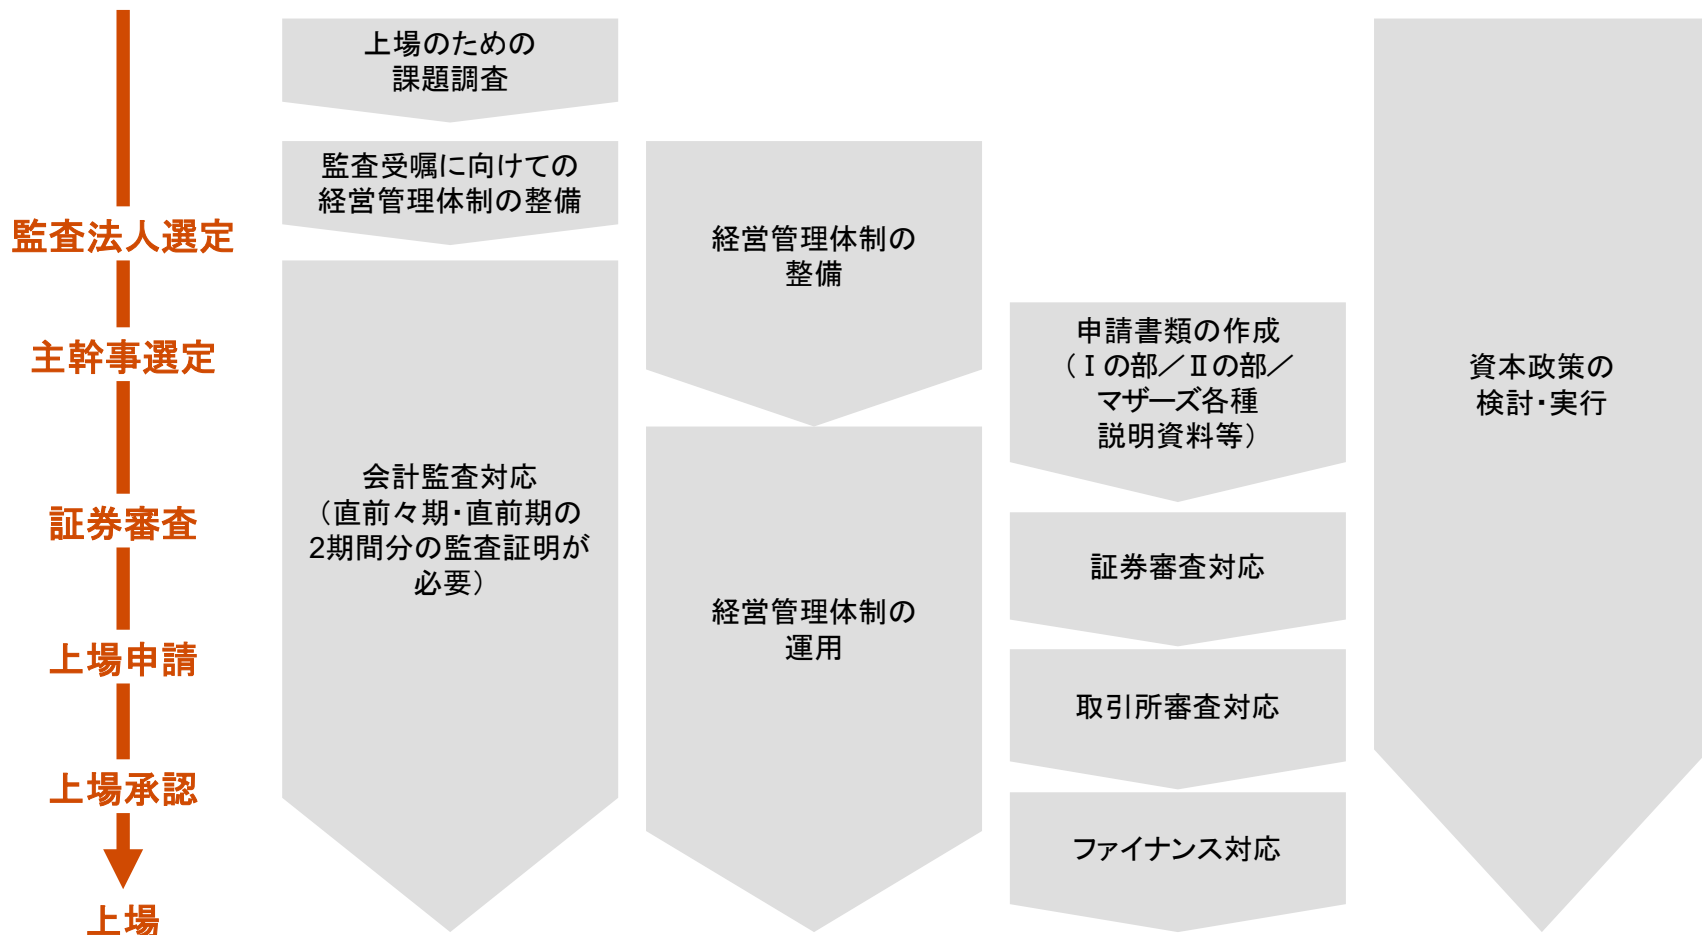 監査法人選定
主幹事選定
証券審査
上場申請
上場承認
上場
上場のための
課題調査
監査受嘱に向けての
経営管理体制の整備
会計監査対応
（直前々期・直前期の
2期間分の監査証明が
必要）
経営管理体制の
整備
経営管理体制の
運用
申請書類の作成
（Ⅰの部／Ⅱの部／
マザーズ各種
説明資料等）
証券審査対応
取引所審査対応
ファイナンス対応
資本政策の
検討・実行